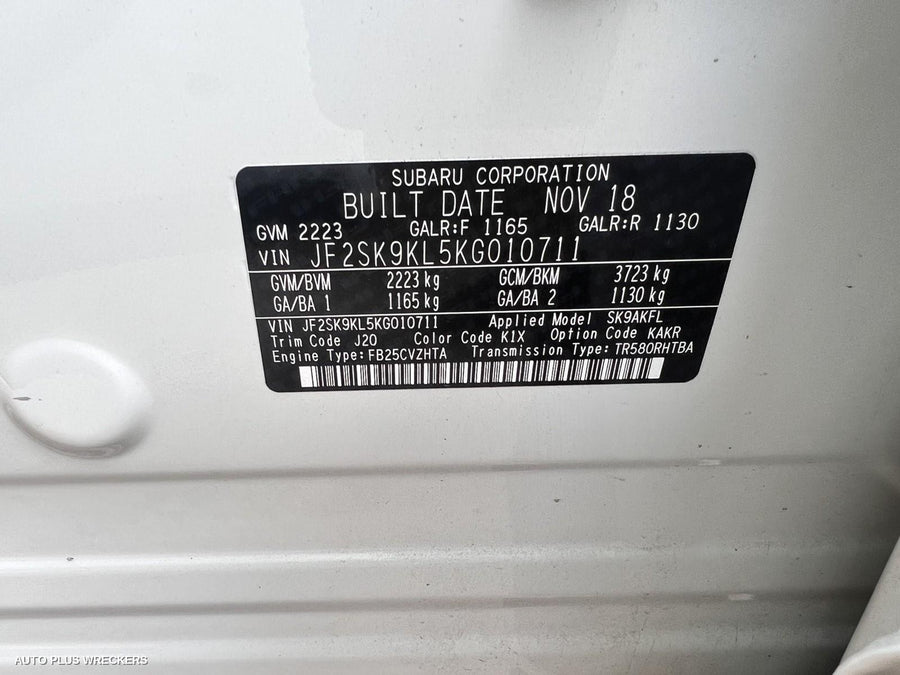 SUBARU CORPORATION
BUILT DATE NOV 18
GVM 2223 GALR:F 1165 GALR:R 1130
VIN JF2SK9KL5KG010711
GVM/BVM 2223 kg GCM/BKM 3723 kg
GA/BA 1 1165 kg GA/BA 2 1130 kg
VIN JF2SK9KL5KG010711 Applied Model SK9AKFL
Trim Code J20 Color Code K1X Option Code KAKR
Engine Type:FB25CVZHTA Transmission Type:TR580RHTBA
AUTO PLUS WRECKERS